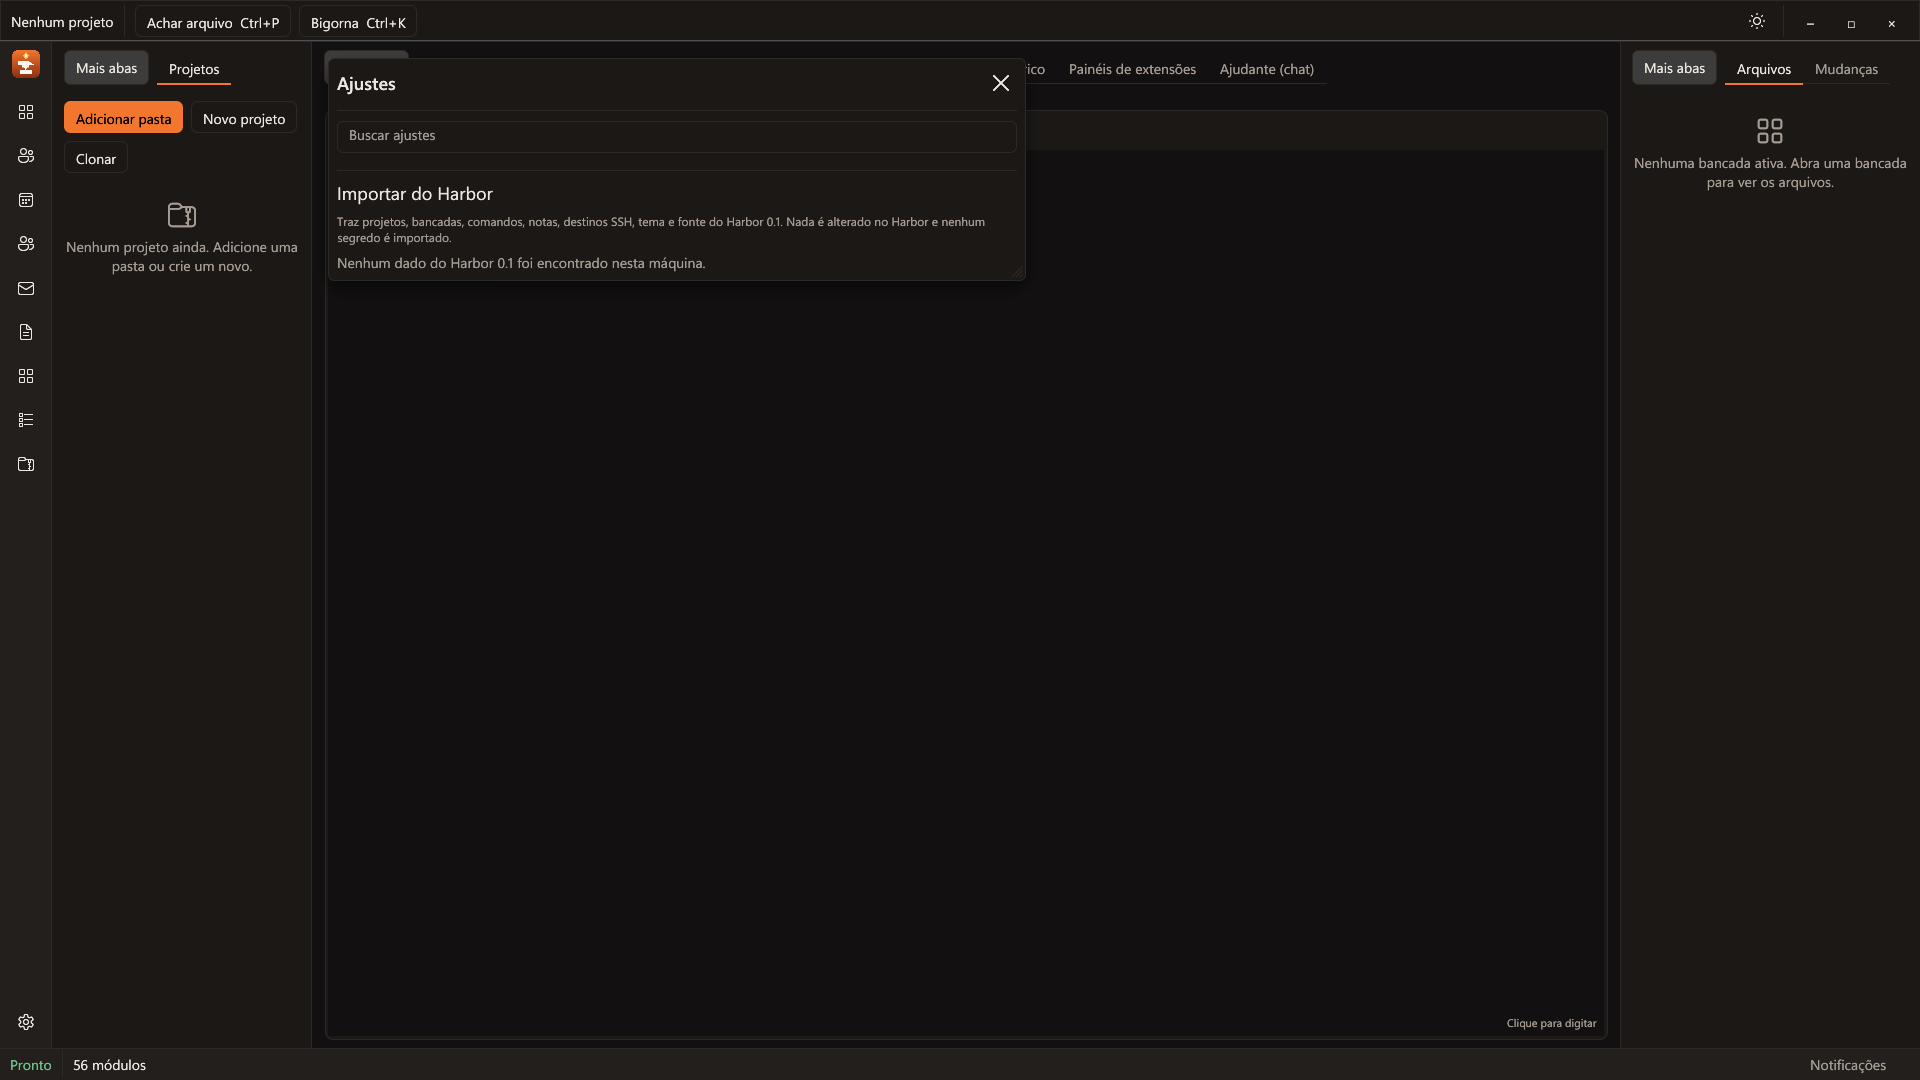 Nenhum projeto
Achar arquivo Ctrl+P
Bigorna Ctrl+K
Mais abas
Projetos
Adicionar pasta
Novo projeto
Clonar
Nenhum projeto ainda. Adicione uma
pasta ou crie um novo.
Ajustes
Buscar ajustes
Importar do Harbor
Traz projetos, bancadas, comandos, notas, destinos SSH, tema e fonte do Harbor 0.1. Nada é alterado no Harbor e nenhum
segredo é importado.
Nenhum dado do Harbor 0.1 foi encontrado nesta máquina.
Painéis de extensões
Ajudante (chat)
Clique para digitar
Mais abas
Arquivos
Mudanças
Nenhuma bancada ativa. Abra uma bancada
para ver os arquivos.
Pronto
56 módulos
Notificações